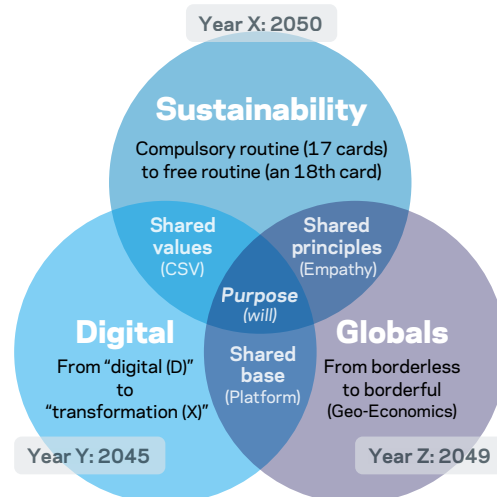 Year X: 2050
Sustainability
Compulsory routine (17 cards)
to free routine (an 18th card)
Shared
values
(CSV)
Shared
principles
(Empathy)
Purpose
(will)
Digital
From “digital (D)”
to
“transformation (X)”
Shared
base
(Platform)
Globals
From borderless
to borderful
(Geo-Economics)
Year Y: 2045
Year Z: 2049